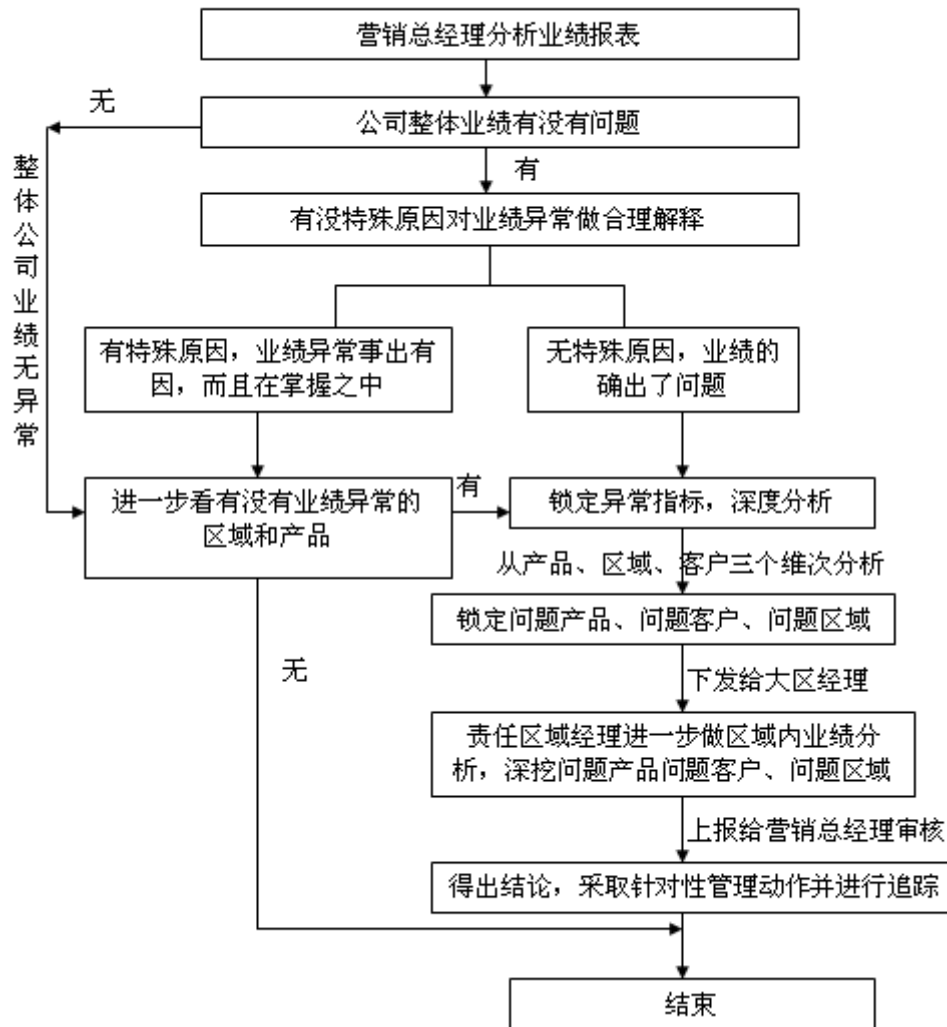 营销总经理分析业绩报表
无
公司整体业绩有没有问题
整体公司业绩无异常
有
有没特殊原因对业绩异常做合理解释
有特殊原因，业绩异常事出有
因，而且在掌握之中
无特殊原因，业绩的
确出了问题
进一步看有没有业绩异常的
区域和产品
有
锁定异常指标，深度分析
从产品、区域、客户三个维次分析
锁定问题产品、问题客户、问题区域
无
下发给大区经理
责任区域经理进一步做区域内业绩分
析，深挖问题产品问题客户、问题区域
上报给营销总经理审核
得出结论，采取针对性管理动作并进行追踪
结束